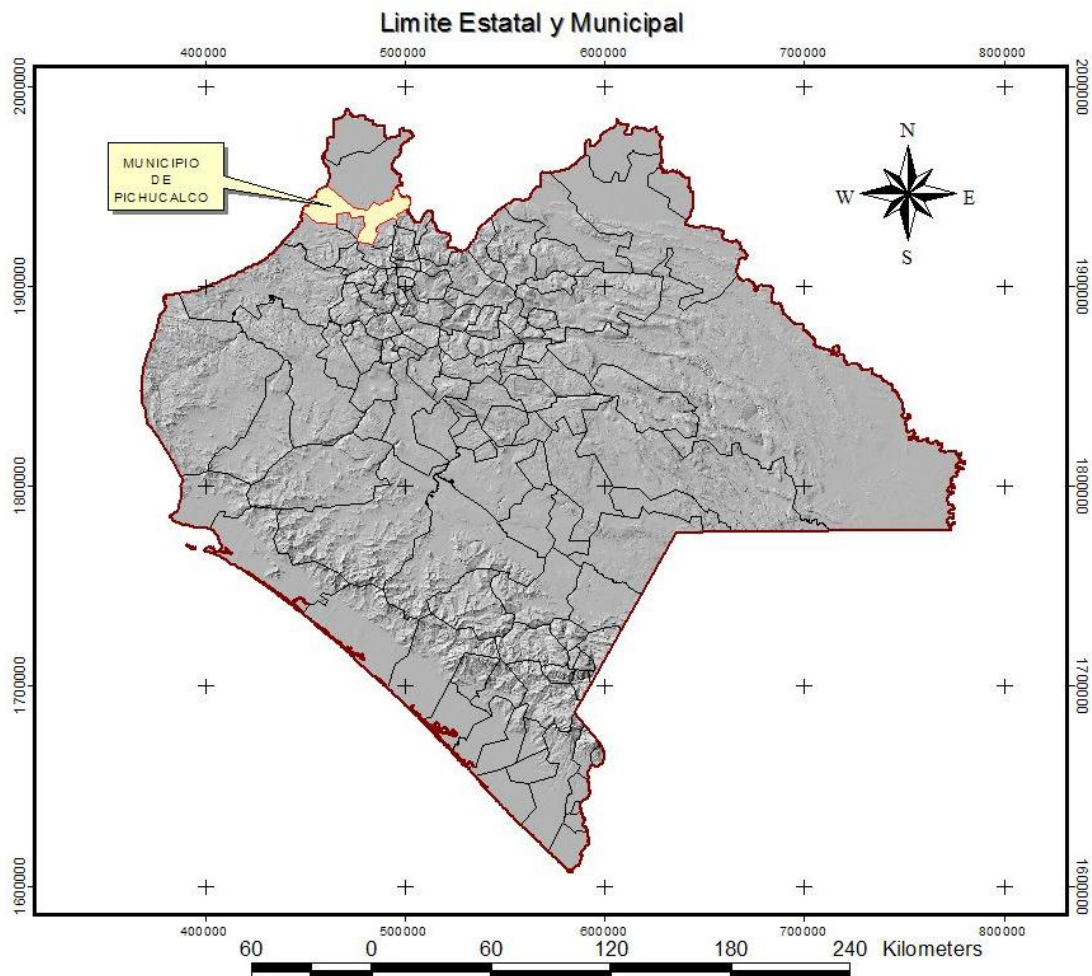 Limite Estatal y Municipal
400000 500000 600000 700000 800000
2000000 2000000
MUNICIPIO
DE
PICHUCALCO
N
W E
S
1900000 1900000
1800000 1800000
1700000 1700000
1600000 1600000
400000 500000 600000 700000 800000
60 0 60 120 180 240 Kilometers